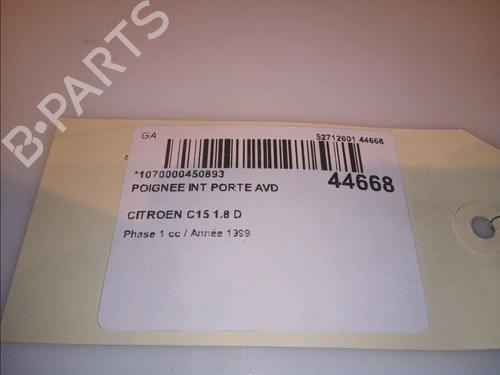 B-PARTS
GA
52712601 44668
*1070000450893
POIGNEE INT PORTE AVD
44668
CITROEN C15 1.8 D
Phase 1 cc / Année 1999